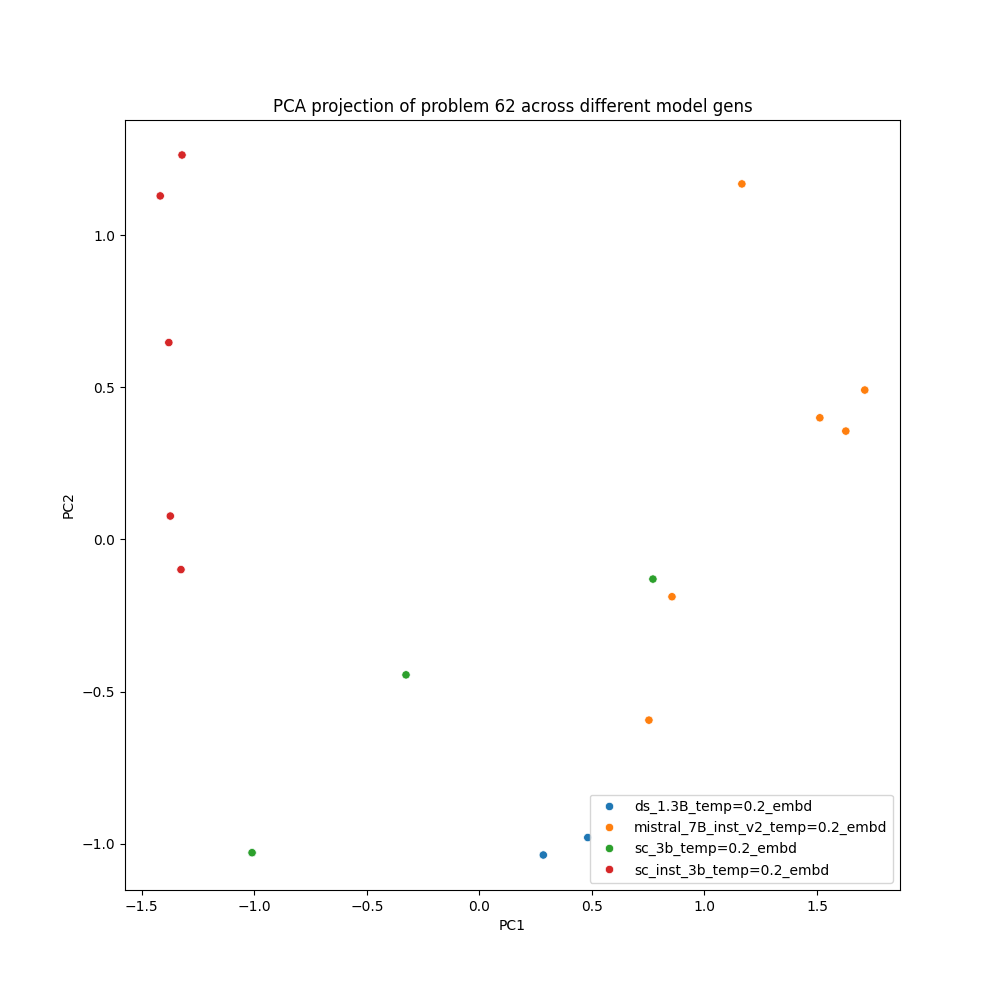 PCA projection of problem 62 across different model gens
1.0
0.5
0.0
−0.5
−1.0
PC2
−1.5
−1.0
−0.5
0.0
0.5
1.0
1.5
PC1
ds_1.3B_temp=0.2_embd
mistral_7B_inst_v2_temp=0.2_embd
sc_3b_temp=0.2_embd
sc_inst_3b_temp=0.2_embd